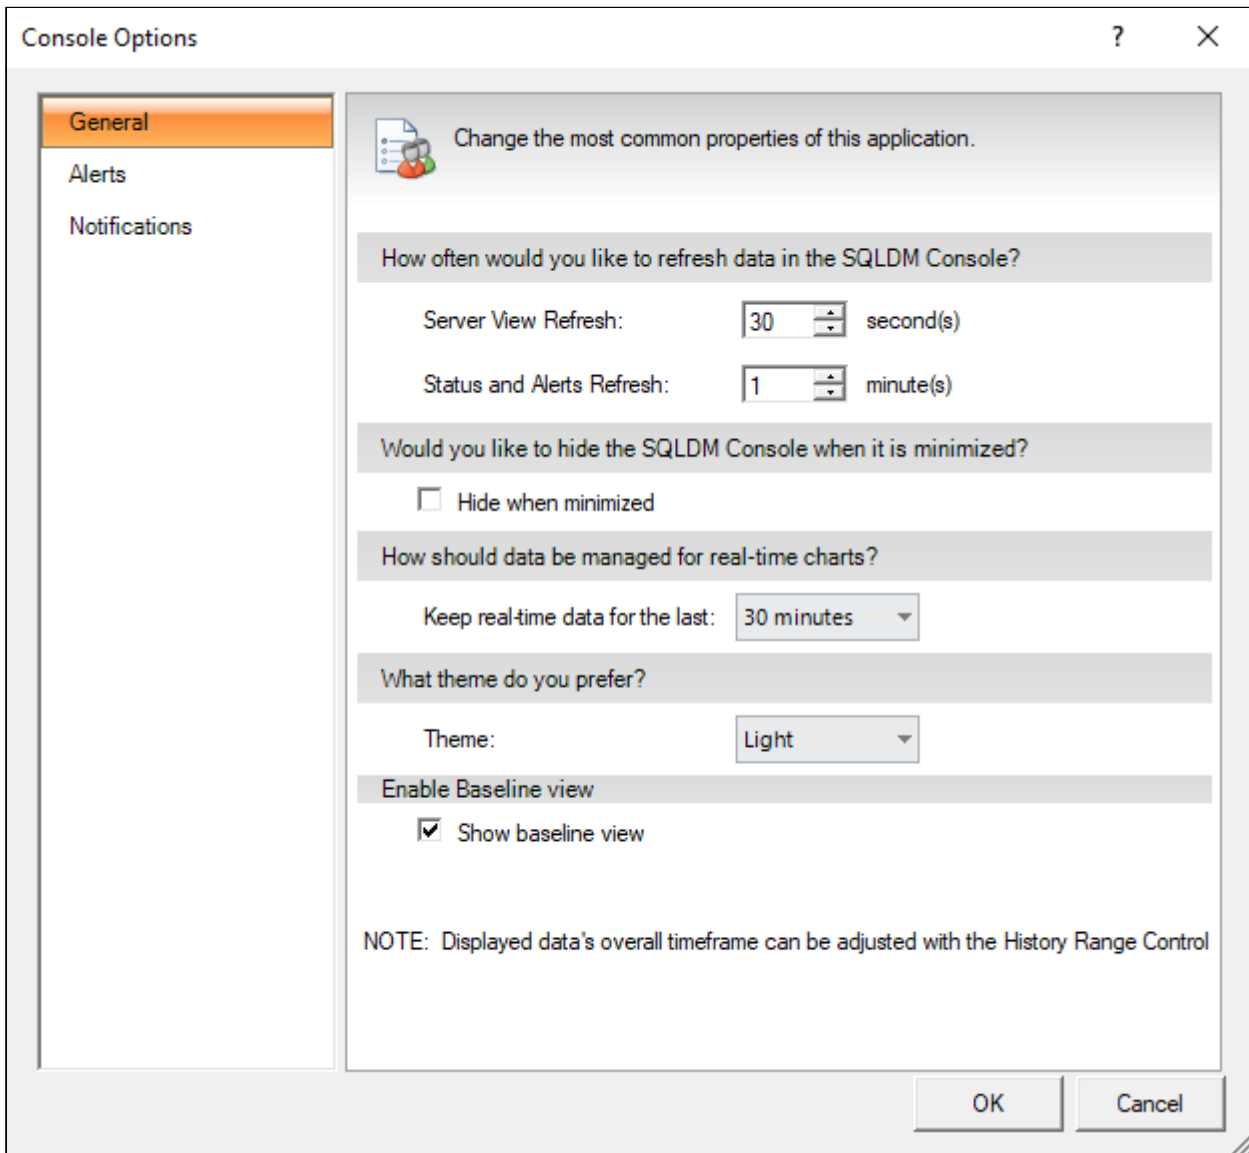 Console Options ?
General
Alerts
Notifications
Change the most common properties of this application.
How often would you like to refresh data in the SQLDM Console?
Server View Refresh: 30 second(s)
Status and Alerts Refresh: 1 minute(s)
Would you like to hide the SQLDM Console when it is minimized?
Hide when minimized
How should data be managed for real-time charts?
Keep real-time data for the last: 30 minutes
What theme do you prefer?
Theme: Light
Enable Baseline view
Show baseline view
NOTE: Displayed data's overall timeframe can be adjusted with the History Range Control
OK Cancel